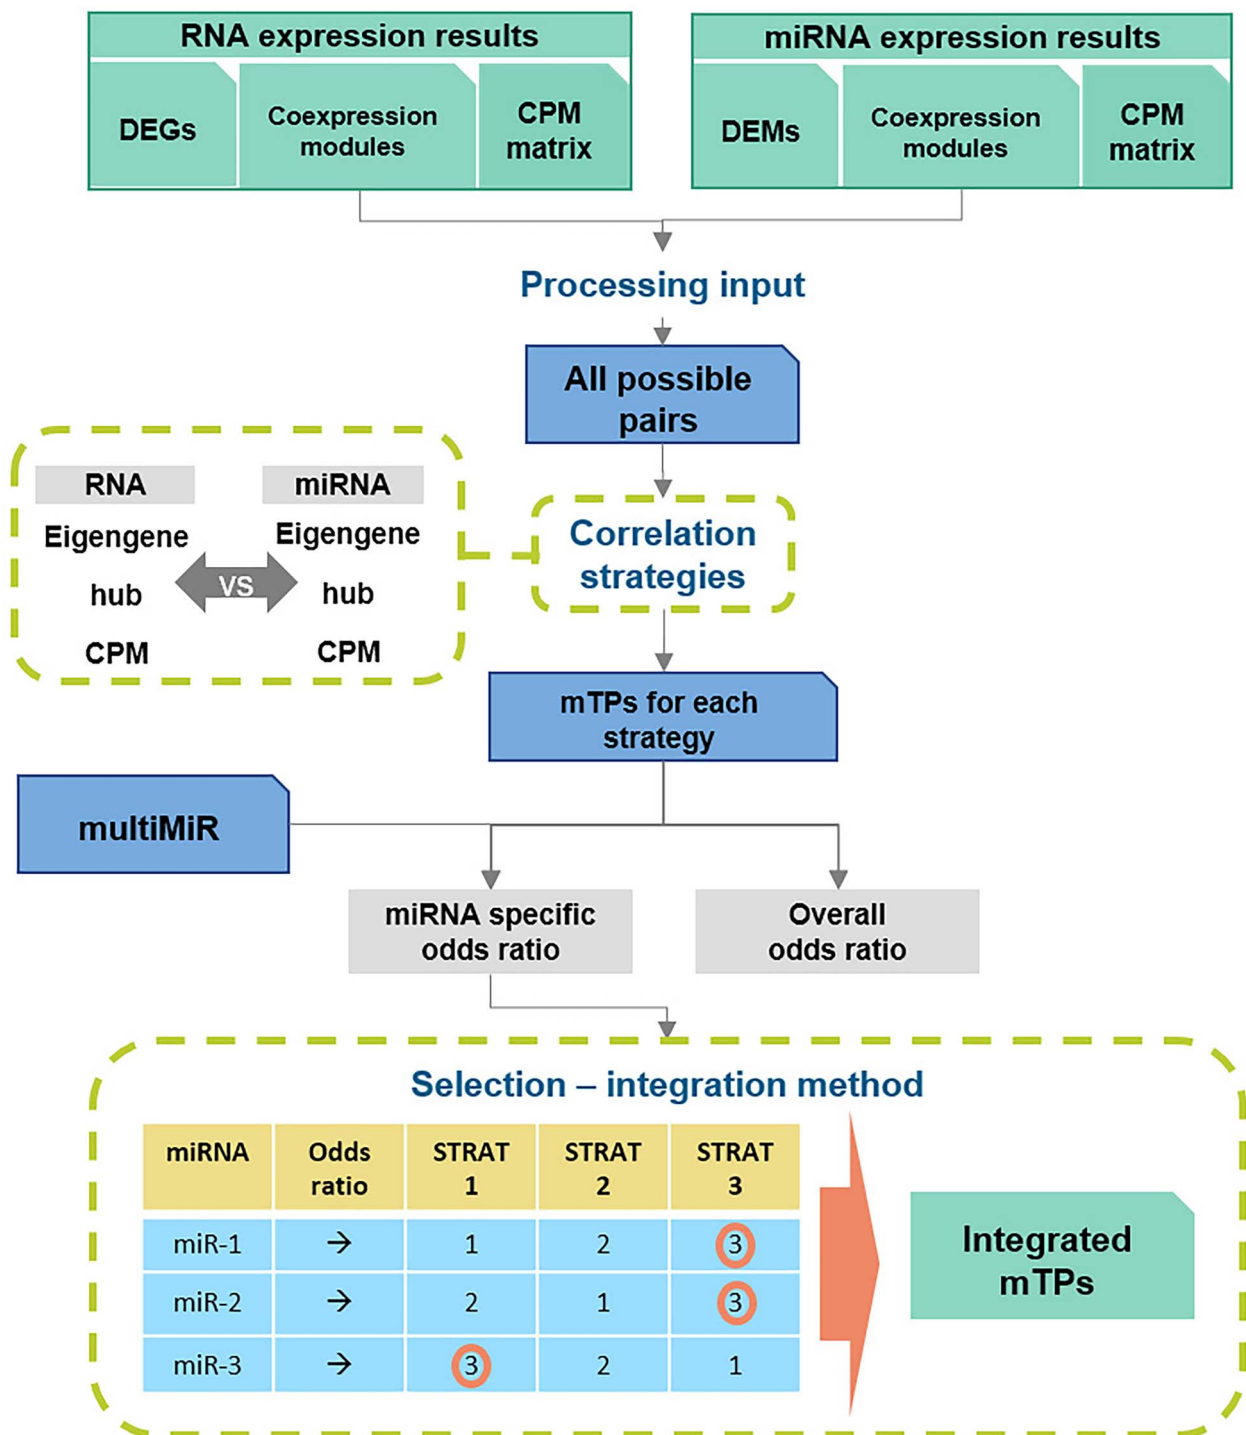 RNA expression results
DEGs
Coexpression
modules
CPM
matrix
miRNA expression results
DEMs
Coexpression
modules
CPM
matrix
Processing input
All possible
pairs
RNA
miRNA
Eigengene
Eigengene
hub
VS
hub
CPM
CPM
Correlation
strategies
mTPs for each
strategy
multiMiR
miRNA specific
odds ratio
Overall
odds ratio
Selection – integration method
miRNA
Odds
ratio
STRAT
1
STRAT
2
STRAT
3
miR-1 → 1 2 3
miR-2 → 2 1 3
miR-3 → 3 2 1
Integrated
mTPs